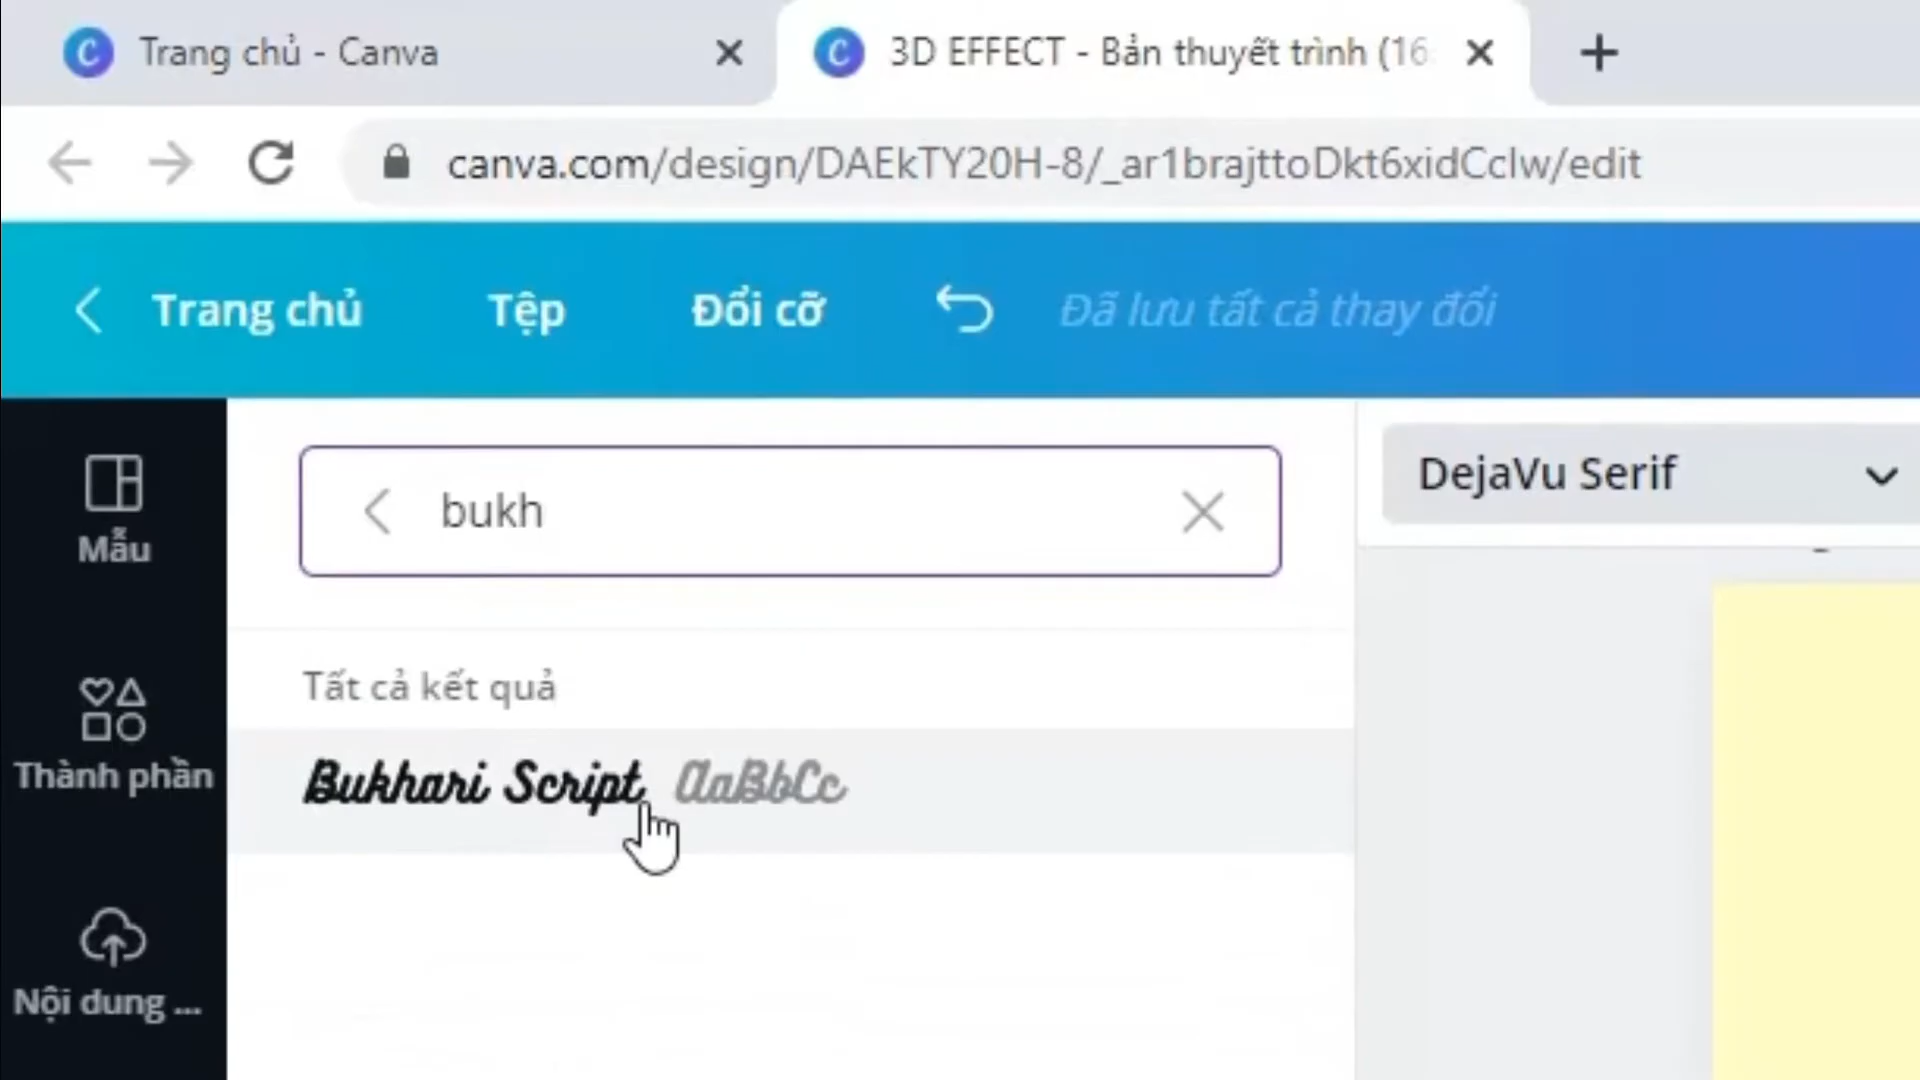 Trang chủ - Canva
3D EFFECT - Bản thuyết trình (16
canva.com/design/DAEkTY20H-8/_ar1brajttoDkt6xidCclw/edit
Trang chủ Tệp Đổi cỡ Đã lưu tất cả thay đổi
Mẫu
Thành phần
Nội dung ...
bukh
Tất cả kết quả
Bukhari Script AaBbCc
DejaVu Serif